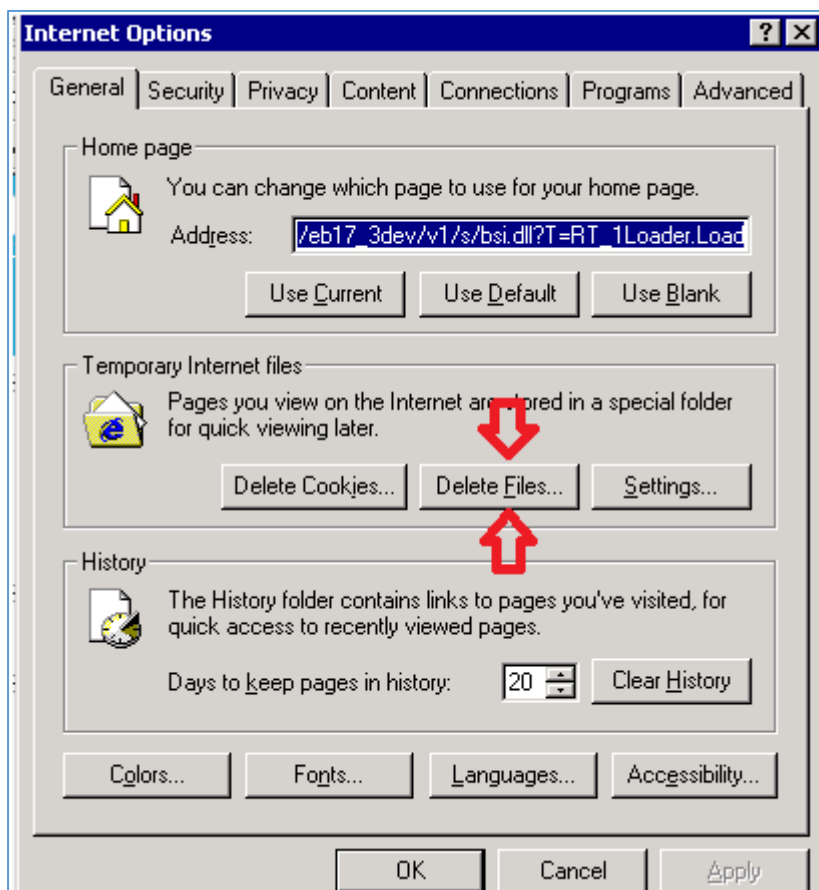 Internet Options
General Security Privacy Content Connections Programs Advanced
Home page
You can change which page to use for your home page.
Address: /eb17_3dev/v1/s/bsi.dll?T=RT_1Loader.Load
Use Current Use Default Use Blank
Temporary Internet files
Pages you view on the Internet are stored in a special folder
for quick viewing later.
Delete Cookies... Delete Files... Settings...
History
The History folder contains links to pages you've visited, for
quick access to recently viewed pages.
Days to keep pages in history: 20 Clear History
Colors... Fonts... Languages... Accessibility...
OK Cancel Apply